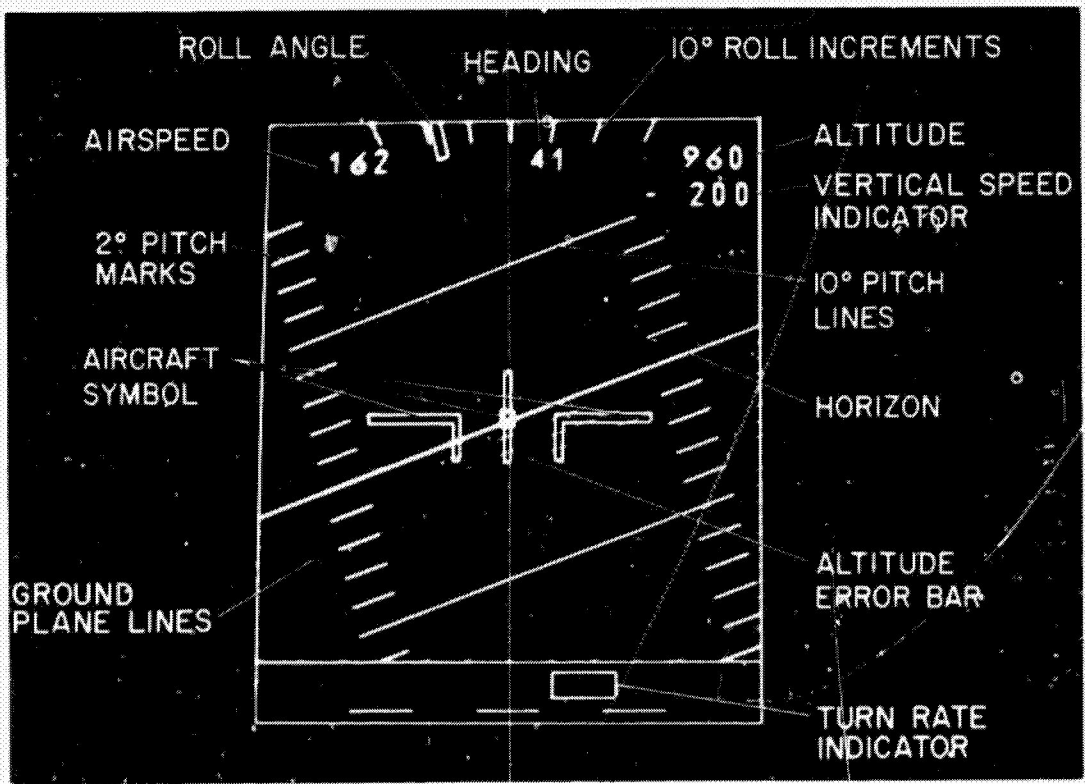 ROLL ANGLE
HEADING
10° ROLL INCREMENTS
AIRSPEED
162
41
960
ALTITUDE
- 200
VERTICAL SPEED
INDICATOR
2° PITCH
MARKS
10° PITCH
LINES
AIRCRAFT
SYMBOL
HORIZON
GROUND
PLANE LINES
ALTITUDE
ERROR BAR
TURN RATE
INDICATOR